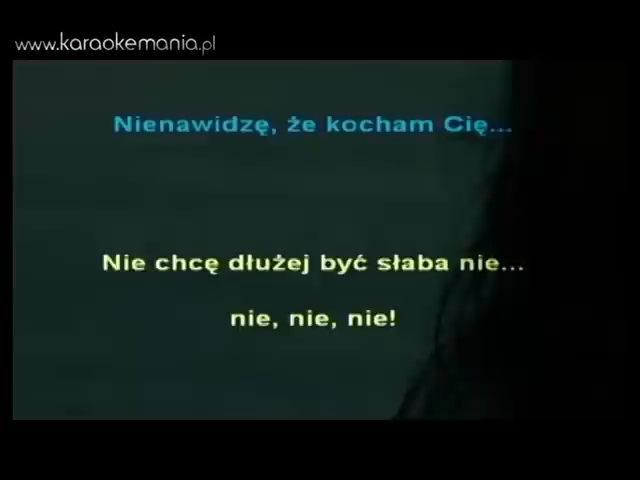 www.karaokemania.pl
Nienawidzę, że kocham Cię...
Nie chcę dłużej być słaba nie...
nie, nie, nie!